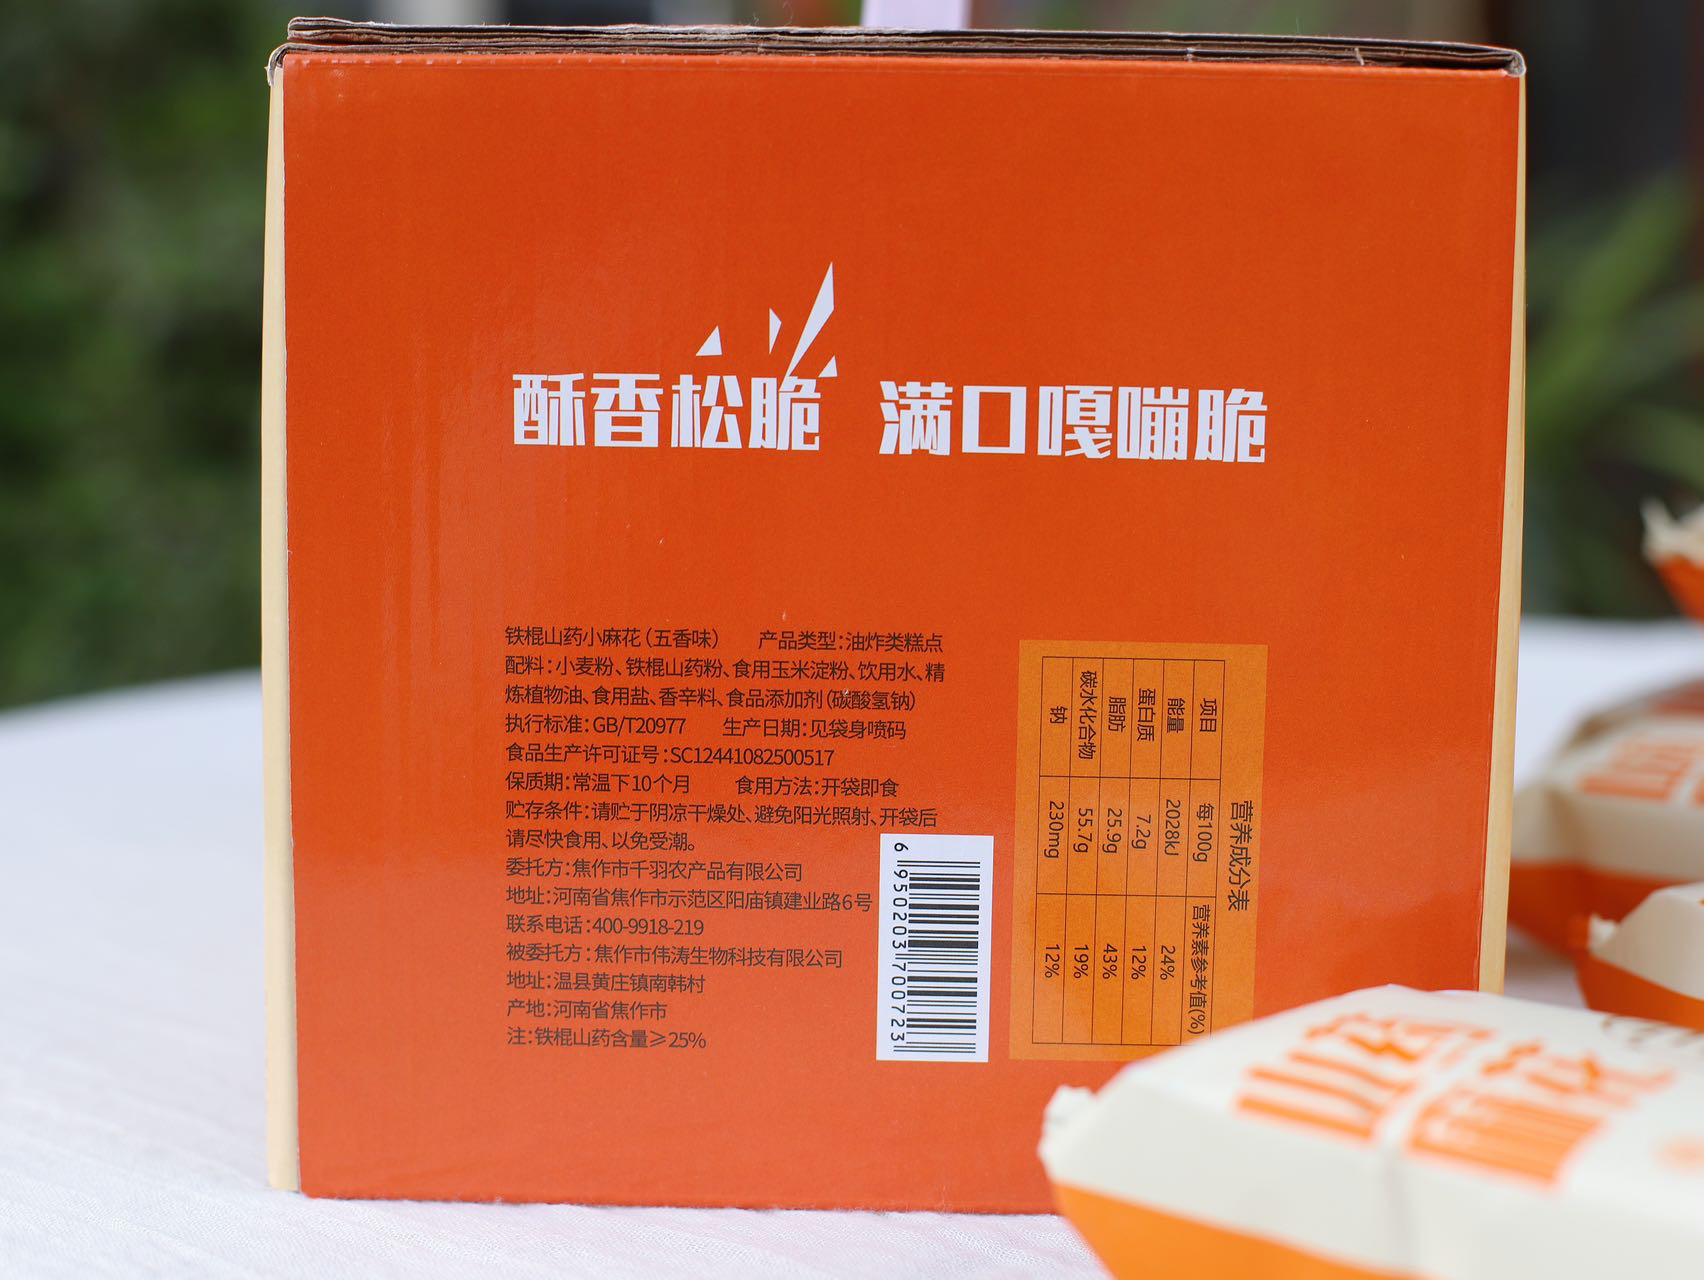 酥香松脆 满口嘎嘣脆
铁棍山药小麻花（五香味） 产品类型：油炸类糕点
配料：小麦粉、铁棍山药粉、食用玉米淀粉、饮用水、精
炼植物油、食用盐、香辛料、食品添加剂（碳酸氢钠）
执行标准：GB/T20977 生产日期：见袋身喷码
食品生产许可证号：SC12441082500517
保质期：常温下10个月 食用方法：开袋即食
贮存条件：请贮于阴凉干燥处、避免阳光照射、开袋后
请尽快食用、以免受潮。
委托方：焦作市千羽农产品有限公司
地址：河南省焦作市示范区阳庙镇建业路6号
联系电话：400-9918-219
被委托方：焦作市伟涛生物科技有限公司
地址：温县黄庄镇南韩村
产地：河南省焦作市
注：铁棍山药含量≥25%
6950203700723
营养成分表
项目 每100g 营养素参考值(%)
能量 2028kJ 24%
蛋白质 7.2g 12%
脂肪 25.9g 43%
碳水化合物 55.7g 19%
钠 230mg 12%
山药
麻花